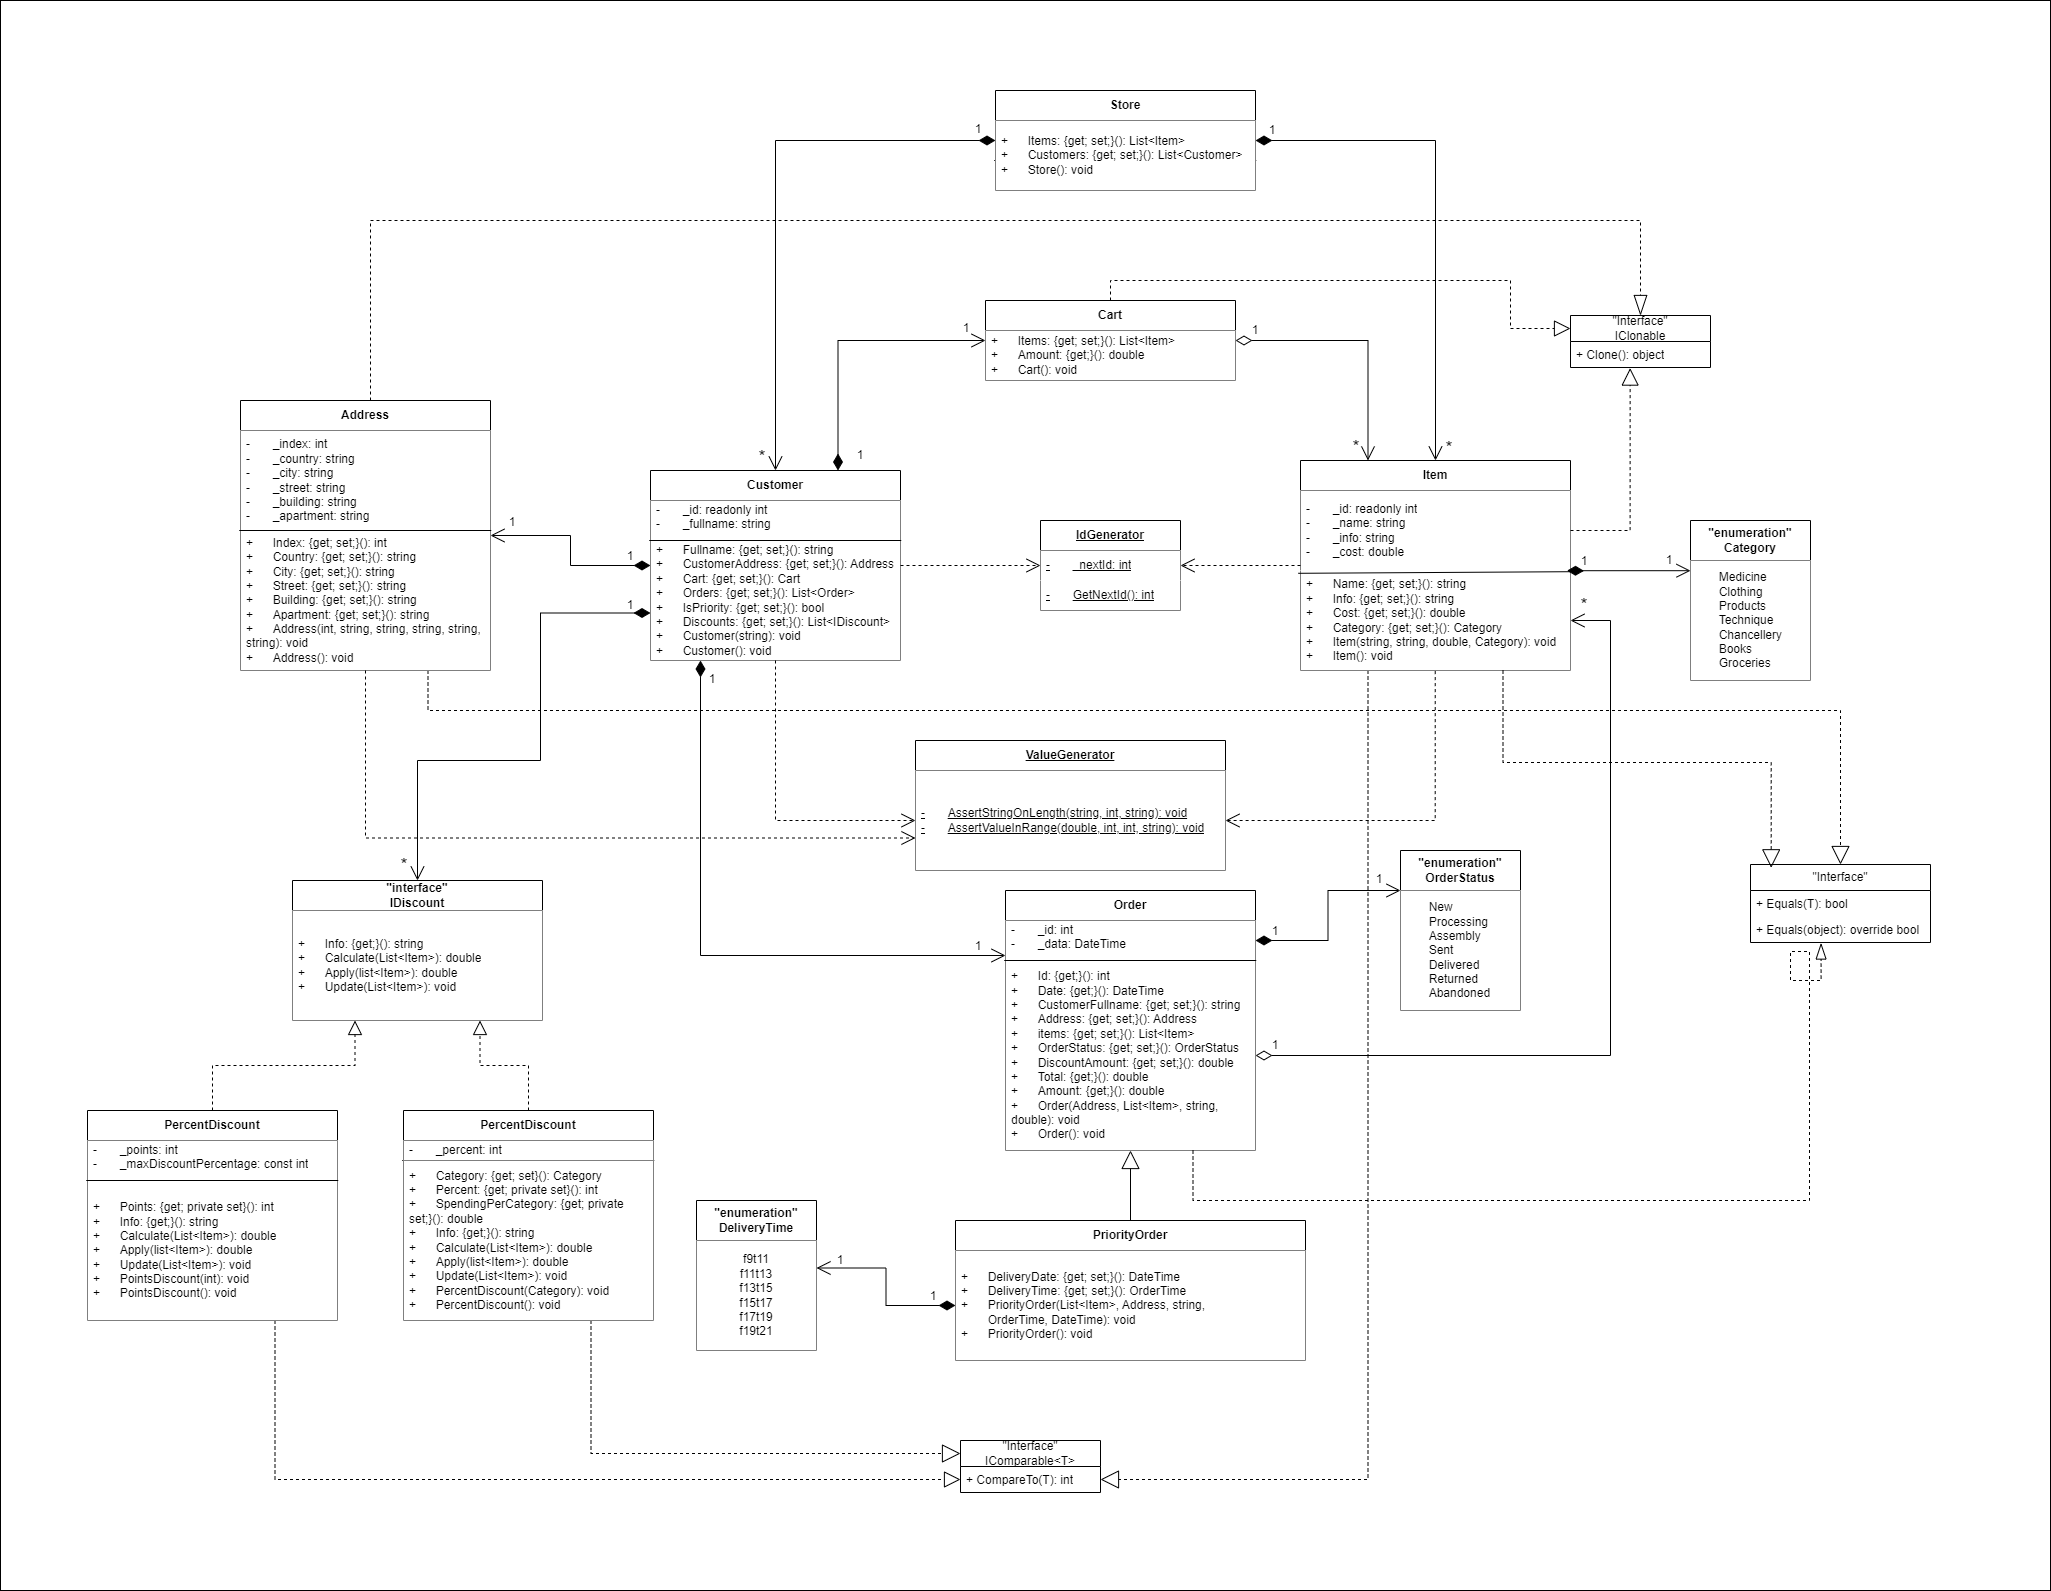 Store
+ Items: {get; set;}(): List<Item>
+ Customers: {get; set;}(): List<Customer>
+ Store(): void
1
1
Cart
+ Items: {get; set;}(): List<Item>
+ Amount: {get;}(): double
+ Cart(): void
1
1
"Interface"
IClonable
+ Clone(): object
Address
- _index: int
- _country: string
- _city: string
- _street: string
- _building: string
- _apartment: string
+ Index: {get; set;}(): int
+ Country: {get; set;}(): string
+ City: {get; set;}(): string
+ Street: {get; set;}(): string
+ Building: {get; set;}(): string
+ Apartment: {get; set;}(): string
+ Address(int, string, string, string, string,
string): void
+ Address(): void
1
*
1
Customer
- _id: readonly int
- _fullname: string
+ Fullname: {get; set;}(): string
+ CustomerAddress: {get; set;}(): Address
+ Cart: {get; set;}(): Cart
+ Orders: {get; set;}(): List<Order>
+ IsPriority: {get; set;}(): bool
+ Discounts: {get; set;}(): List<IDiscount>
+ Customer(string): void
+ Customer(): void
1
1
1
IdGenerator
- _nextId: int
- GetNextId(): int
*
*
Item
- _id: readonly int
- _name: string
- _info: string
- _cost: double
+ Name: {get; set;}(): string
+ Info: {get; set;}(): string
+ Cost: {get; set;}(): double
+ Category: {get; set;}(): Category
+ Item(string, string, double, Category): void
+ Item(): void
1
1
*
"enumeration"
Category
Medicine
Clothing
Products
Technique
Chancellery
Books
Groceries
ValueGenerator
- AssertStringOnLength(string, int, string): void
- AssertValueInRange(double, int, int, string): void
*
"interface"
IDiscount
+ Info: {get;}(): string
+ Calculate(List<Item>): double
+ Apply(list<Item>): double
+ Update(List<Item>): void
1
Order
- _id: int
- _data: DateTime
+ Id: {get;}(): int
+ Date: {get;}(): DateTime
+ CustomerFullname: {get; set;}(): string
+ Address: {get; set;}(): Address
+ items: {get; set;}(): List<Item>
+ OrderStatus: {get; set;}(): OrderStatus
+ DiscountAmount: {get; set;}(): double
+ Total: {get;}(): double
+ Amount: {get;}(): double
+ Order(Address, List<Item>, string,
double): void
+ Order(): void
1
1
1
"enumeration"
OrderStatus
New
Processing
Assembly
Sent
Delivered
Returned
Abandoned
"Interface"
+ Equals(T): bool
+ Equals(object): override bool
PercentDiscount
- _points: int
- _maxDiscountPercentage: const int
+ Points: {get; private set}(): int
+ Info: {get;}(): string
+ Calculate(List<Item>): double
+ Apply(list<Item>): double
+ Update(List<Item>): void
+ PointsDiscount(int): void
+ PointsDiscount(): void
PercentDiscount
- _percent: int
+ Category: {get; set}(): Category
+ Percent: {get; private set}(): int
+ SpendingPerCategory: {get; private
set;}(): double
+ Info: {get;}(): string
+ Calculate(List<Item>): double
+ Apply(list<Item>): double
+ Update(List<Item>): void
+ PercentDiscount(Category): void
+ PercentDiscount(): void
"enumeration"
DeliveryTime
f9t11
f11t13
f13t15
f15t17
f17t19
f19t21
1
1
PriorityOrder
+ DeliveryDate: {get; set;}(): DateTime
+ DeliveryTime: {get; set;}(): OrderTime
+ PriorityOrder(List<Item>, Address, string,
OrderTime, DateTime): void
+ PriorityOrder(): void
"Interface"
IComparable<T>
+ CompareTo(T): int